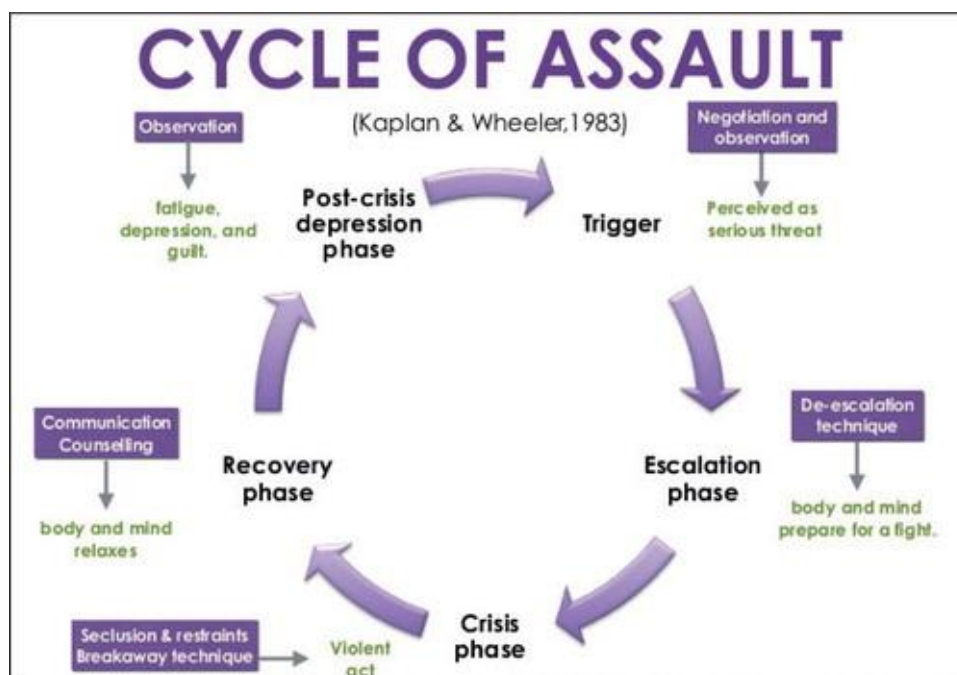 CYCLE OF ASSAULT
(Kaplan & Wheeler,1983)
Observation
fatigue,
depression, and
guilt.
Post-crisis
depression
phase
Trigger
Negotiation and
observation
Perceived as
serious threat
De-escalation
technique
Escalation
phase
body and mind
prepare for a fight.
Crisis
phase
Seclusion & restraints
Breakaway technique
Violent
act
Communication
Counselling
Recovery
phase
body and mind
relaxes